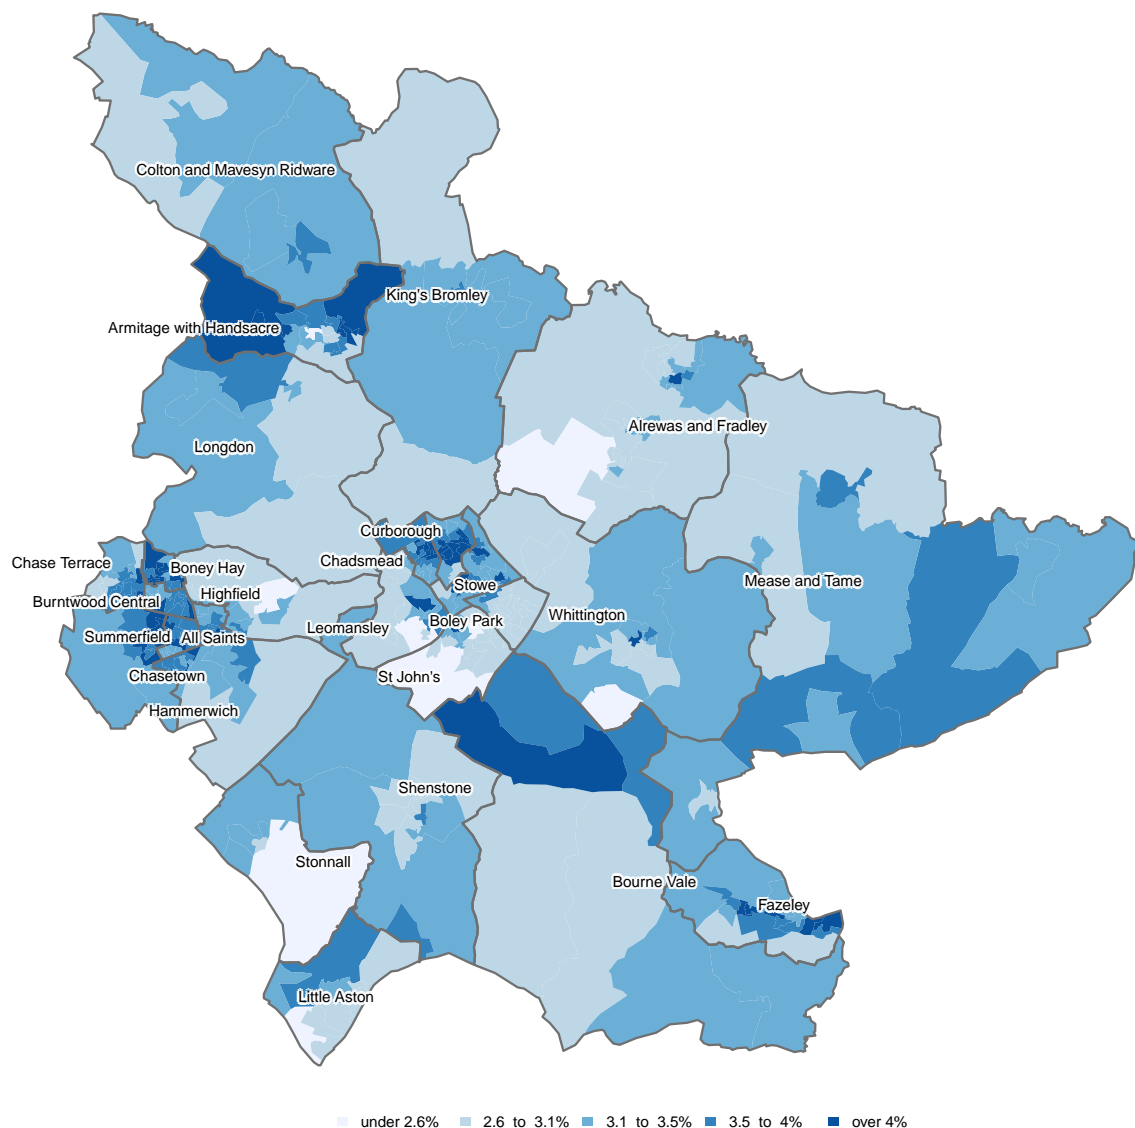 Colton and Mavesyn Ridware
King's Bromley
Armitage with Handsacre
Alrewas and Fradley
Longdon
Curborough
Chase Terrace
Chadsmead
Boney Hay
Mease and Tame
Stowe
Highfield
Burntwood Central
Whittington
Boley Park
Leomansley
Summerfield
All Saints
Chasetown
St John's
Hammerwich
Shenstone
Stonnall
Bourne Vale
Fazeley
Little Aston
under 2.6% 2.6 to 3.1% 3.1 to 3.5% 3.5 to 4% over 4%